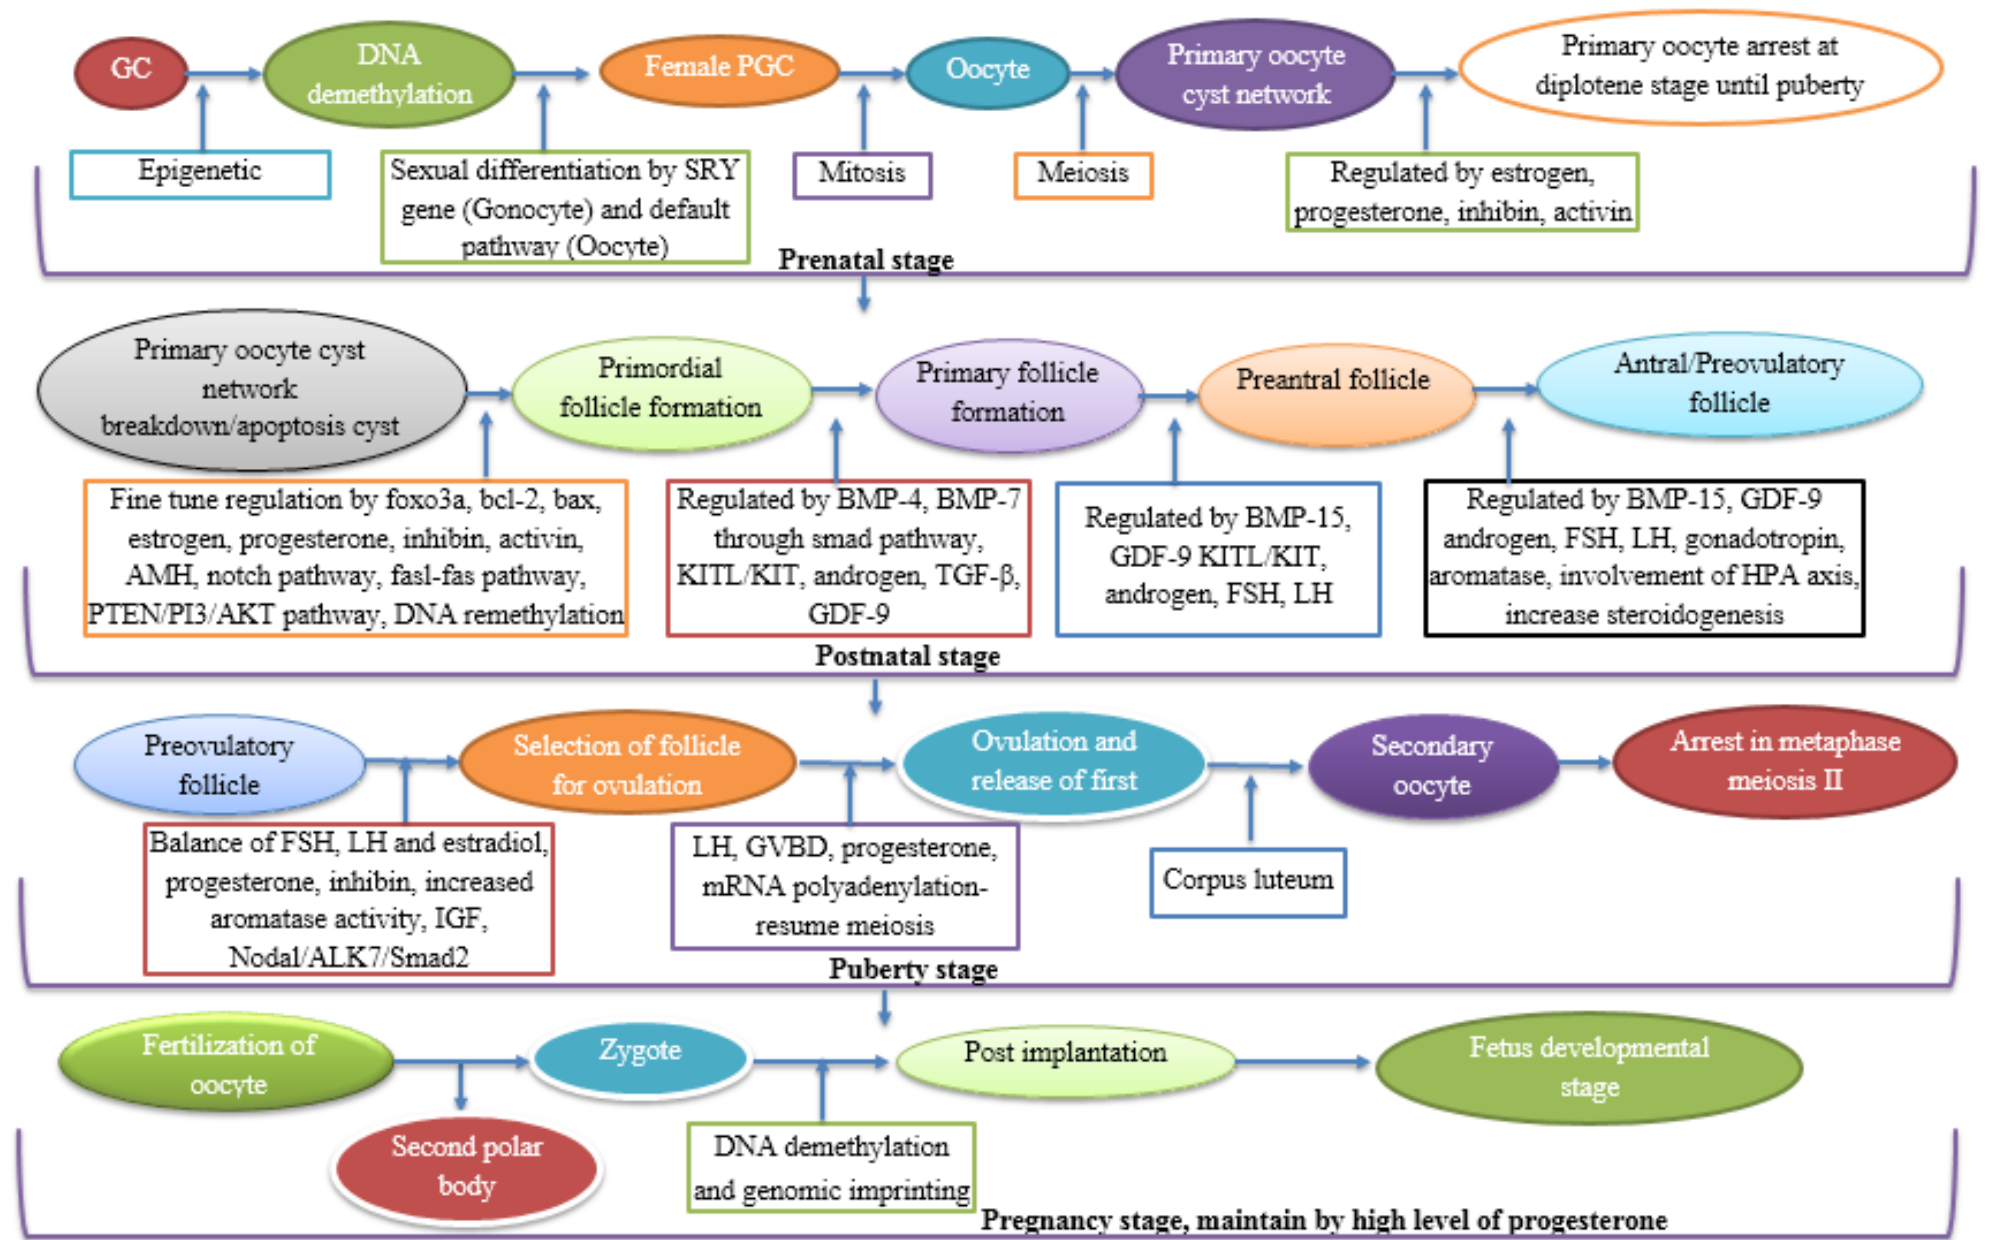 GC
DNA
demethylation
Female PGC
Oocyte
Primary oocyte
cyst network
Primary oocyte arrest at
diplotene stage until puberty
Epigenetic
Sexual differentiation by SRY
gene (Gonocyte) and default
pathway (Oocyte)
Mitosis
Meiosis
Regulated by estrogen,
progesterone, inhibin, activin
Prenatal stage
Primary oocyte cyst
network
breakdown/apoptosis cyst
Primordial
follicle formation
Primary follicle
formation
Preantral follicle
Antral/Preovulatory
follicle
Fine tune regulation by foxo3a, bcl-2, bax,
estrogen, progesterone, inhibin, activin,
AMH, notch pathway, fasl-fas pathway,
PTEN/PI3/AKT pathway, DNA remethylation
Regulated by BMP-4, BMP-7
through smad pathway,
KITL/KIT, androgen, TGF-β,
GDF-9
Regulated by BMP-15,
GDF-9 KITL/KIT,
androgen, FSH, LH
Regulated by BMP-15, GDF-9
androgen, FSH, LH, gonadotropin,
aromatase, involvement of HPA axis,
increase steroidogenesis
Postnatal stage
Preovulatory
follicle
Selection of follicle
for ovulation
Ovulation and
release of first
Secondary
oocyte
Arrest in metaphase
meiosis II
Balance of FSH, LH and estradiol,
progesterone, inhibin, increased
aromatase activity, IGF,
Nodal/ALK7/Smad2
LH, GVBD, progesterone,
mRNA polyadenylation-
resume meiosis
Corpus luteum
Puberty stage
Fertilization of
oocyte
Zygote
Post implantation
Fetus developmental
stage
Second polar
body
DNA demethylation
and genomic imprinting
Pregnancy stage, maintain by high level of progesterone